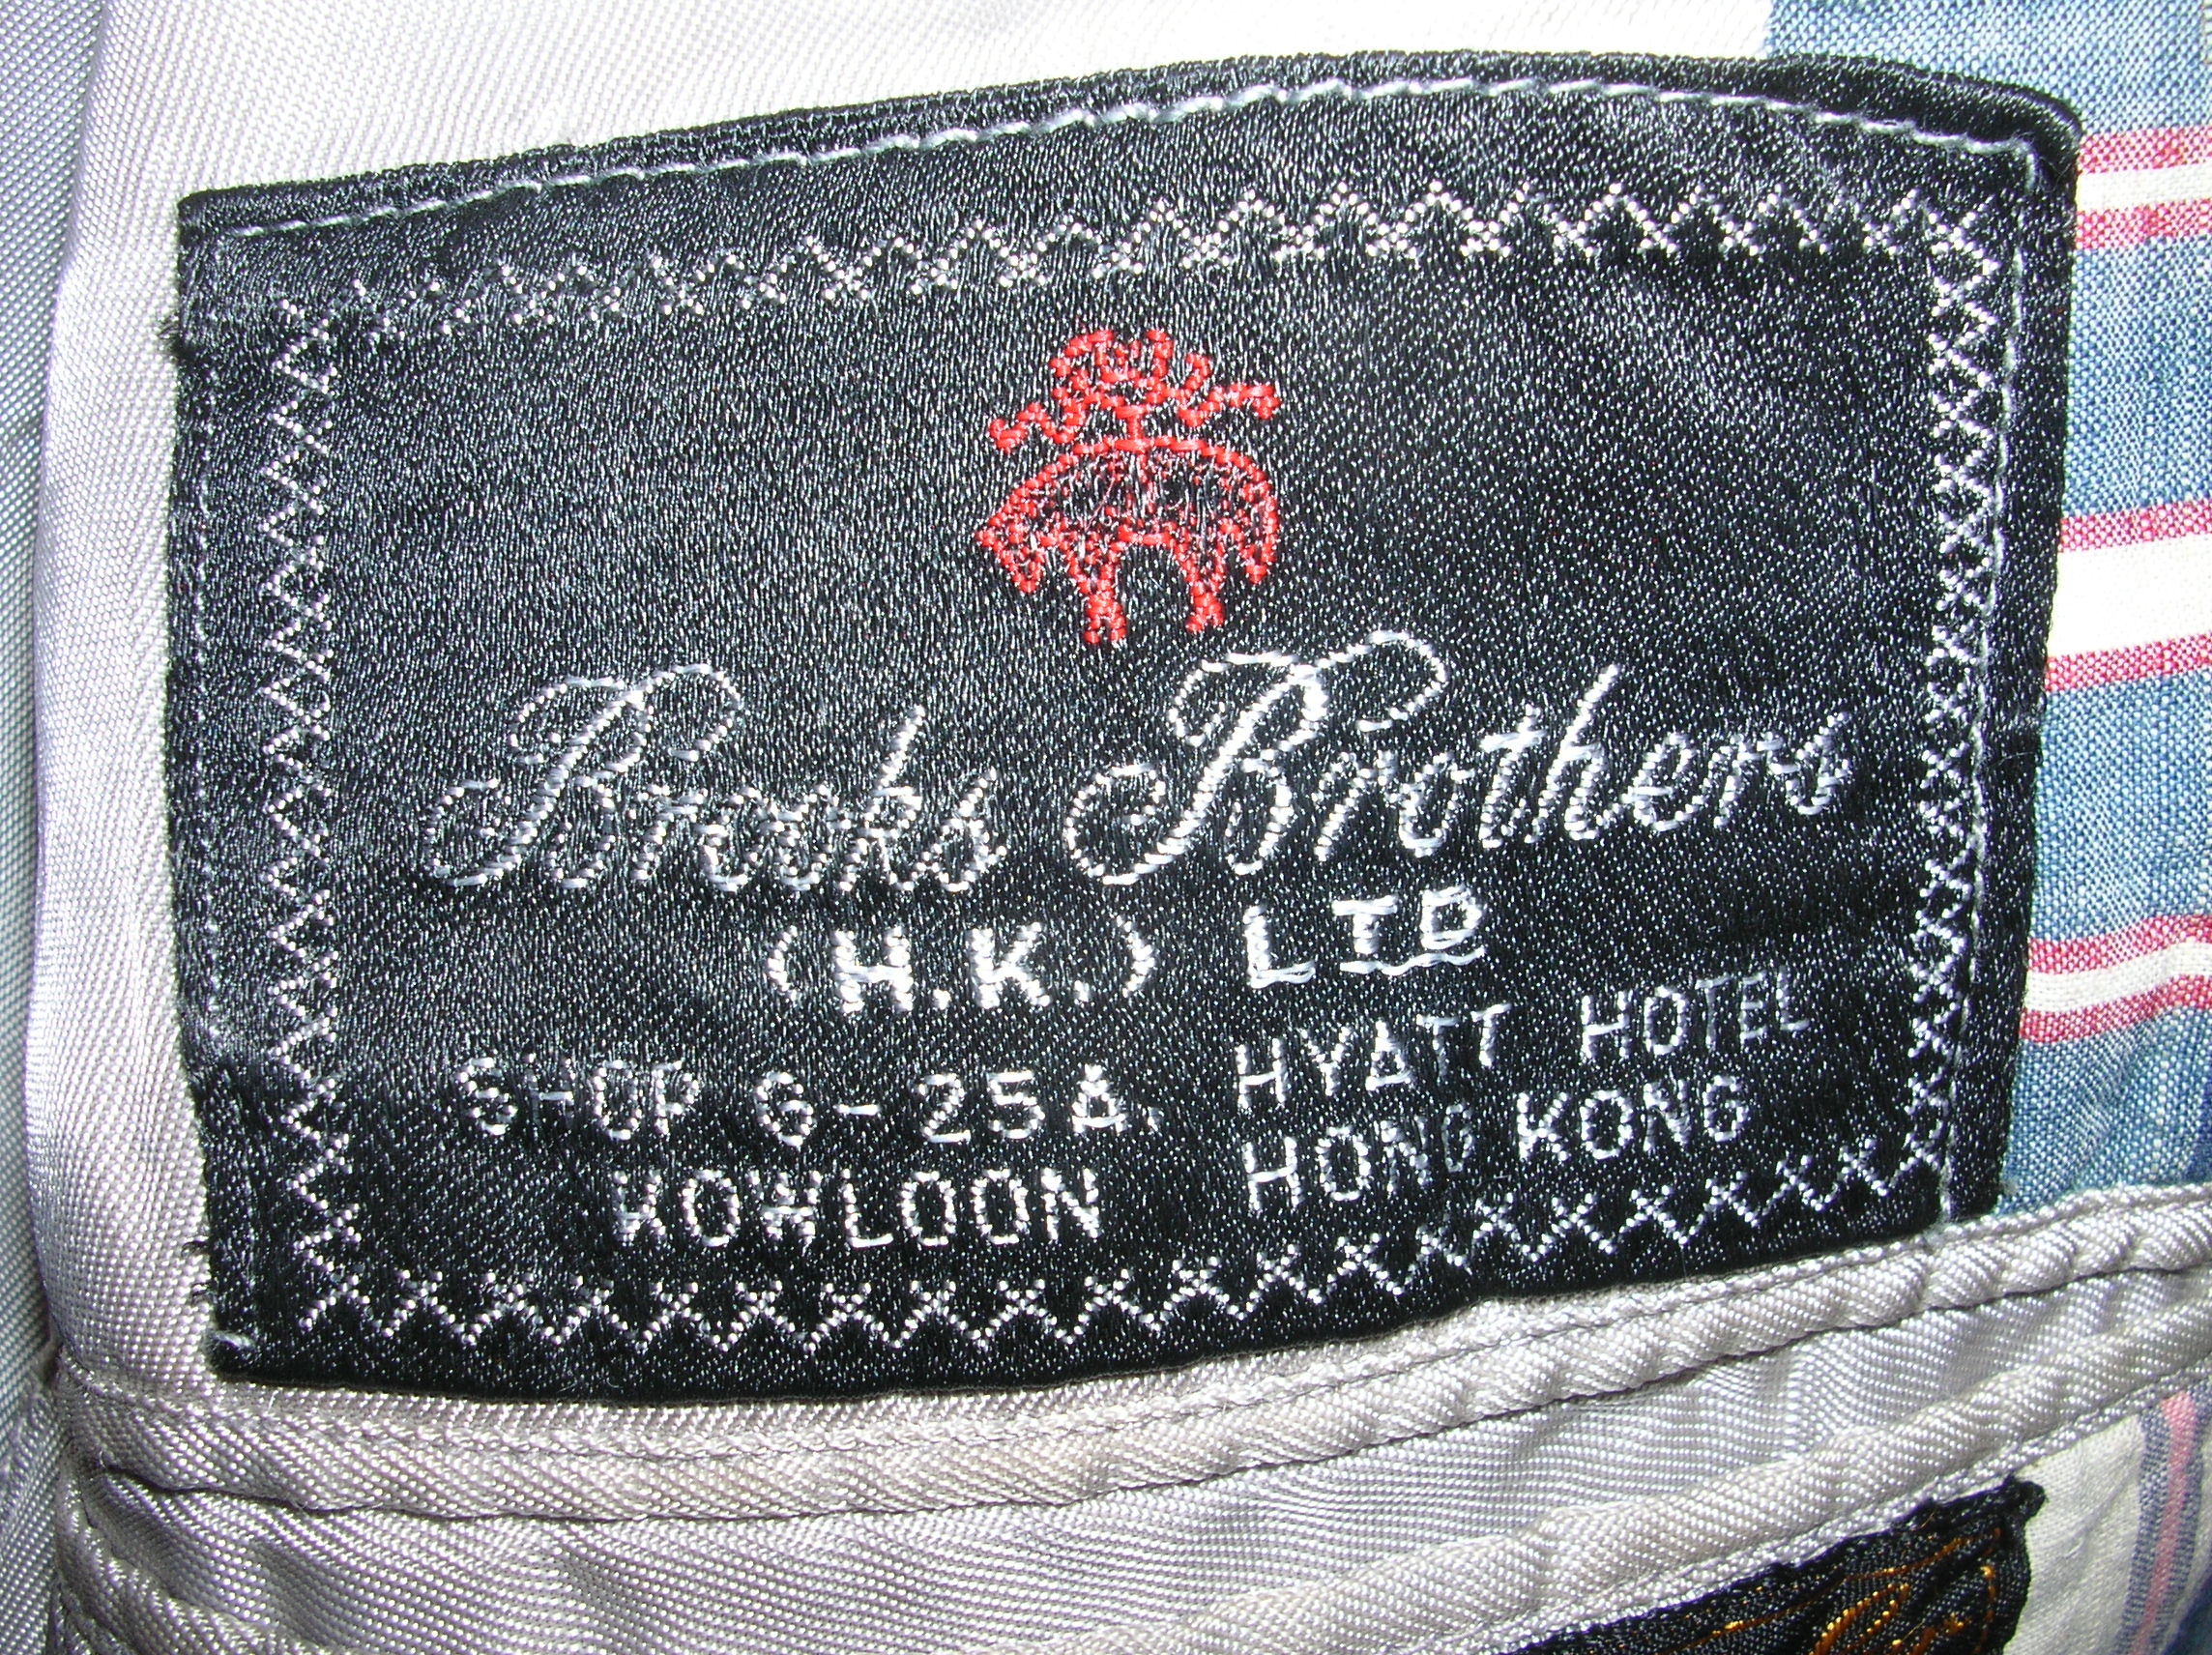 Brooks Brothers
(H.K.) LTD
SHOP G-25A, HYATT HOTEL
KOWLOON HONG KONG